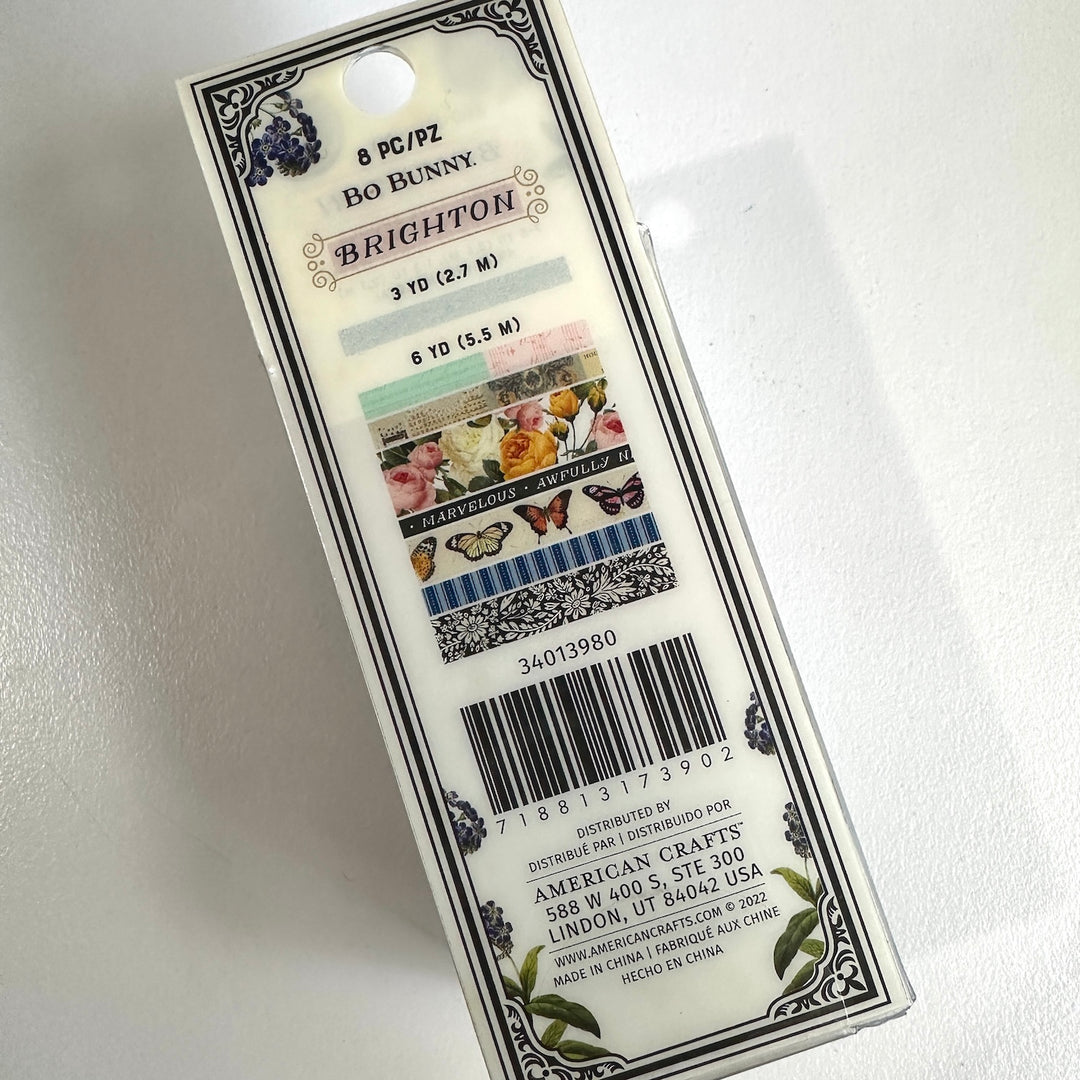 8 PC/PZ
BO BUNNY.
BRIGHTON
3 YD (2.7 M)
6 YD (5.5 M)
• MARVELOUS • AWFULLY N
34013980
718813173902
DISTRIBUTED BY
DISTRIBUÉ PAR | DISTRIBUIDO POR
AMERICAN CRAFTS™
588 W 400 S, STE 300
LINDON, UT 84042 USA
WWW.AMERICANCRAFTS.COM © 2022
MADE IN CHINA | FABRIQUÉ AUX CHINE
HECHO EN CHINA